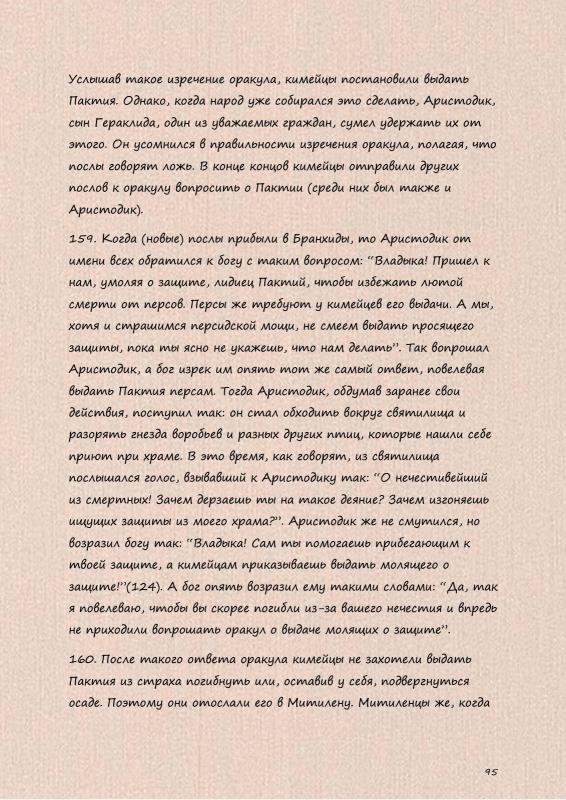 Услышав такое изречение оракула, кимейцы постановили выдать
Пактия. Однако, когда народ уже собирался это сделать, Аристодик,
сын Гераклида, один из уважаемых граждан, сумел удержать их от
этого. Он усомнился в правильности изречения оракула, полагая, что
послы говорят ложь. В конце концов кимейцы отправили других
послов к оракулу вопросить о Пактии (среди них был также и
Аристодик).
159. Когда (новые) послы прибыли в Бранхиды, то Аристодик от
имени всех обратился к богу с таким вопросом: “Владыка! Пришел к
нам, умоляя о защите, лидиец Пактий, чтобы избежать лютой
смерти от персов. Персы же требуют у кимейцев его выдачи. А мы,
хотя и страшимся персидской мощи, не смеем выдать просящего
защиты, пока ты ясно не укажешь, что нам делать”. Так вопрошал
Аристодик, а бог изрек им опять тот же самый ответ, повелевая
выдать Пактия персам. Тогда Аристодик, обдумав заранее свои
действия, поступил так: он стал обходить вокруг святилища и
разорять гнезда воробьев и разных других птиц, которые нашли себе
приют при храме. В это время, как говорят, из святилища
послышался голос, взывавший к Аристодику так: “О нечестивейший
из смертных! Зачем дерзаешь ты на такое деяние? Зачем изгоняешь
ищущих защиты из моего храма?”. Аристодик же не смутился, но
возразил богу так: “Владыка! Сам ты помогаешь прибегающим к
твоей защите, а кимейцам приказываешь выдать молящего о
защите!”(124). А бог опять возразил ему такими словами: “Да, так
я повелеваю, чтобы вы скорее погибли из-за вашего нечестия и впредь
не приходили вопрошать оракул о выдаче молящих о защите”.
160. После такого ответа оракула кимейцы не захотели выдать
Пактия из страха погибнуть или, оставив у себя, подвергнуться
осаде. Поэтому они отослали его в Митилену. Митиленцы же, когда
95